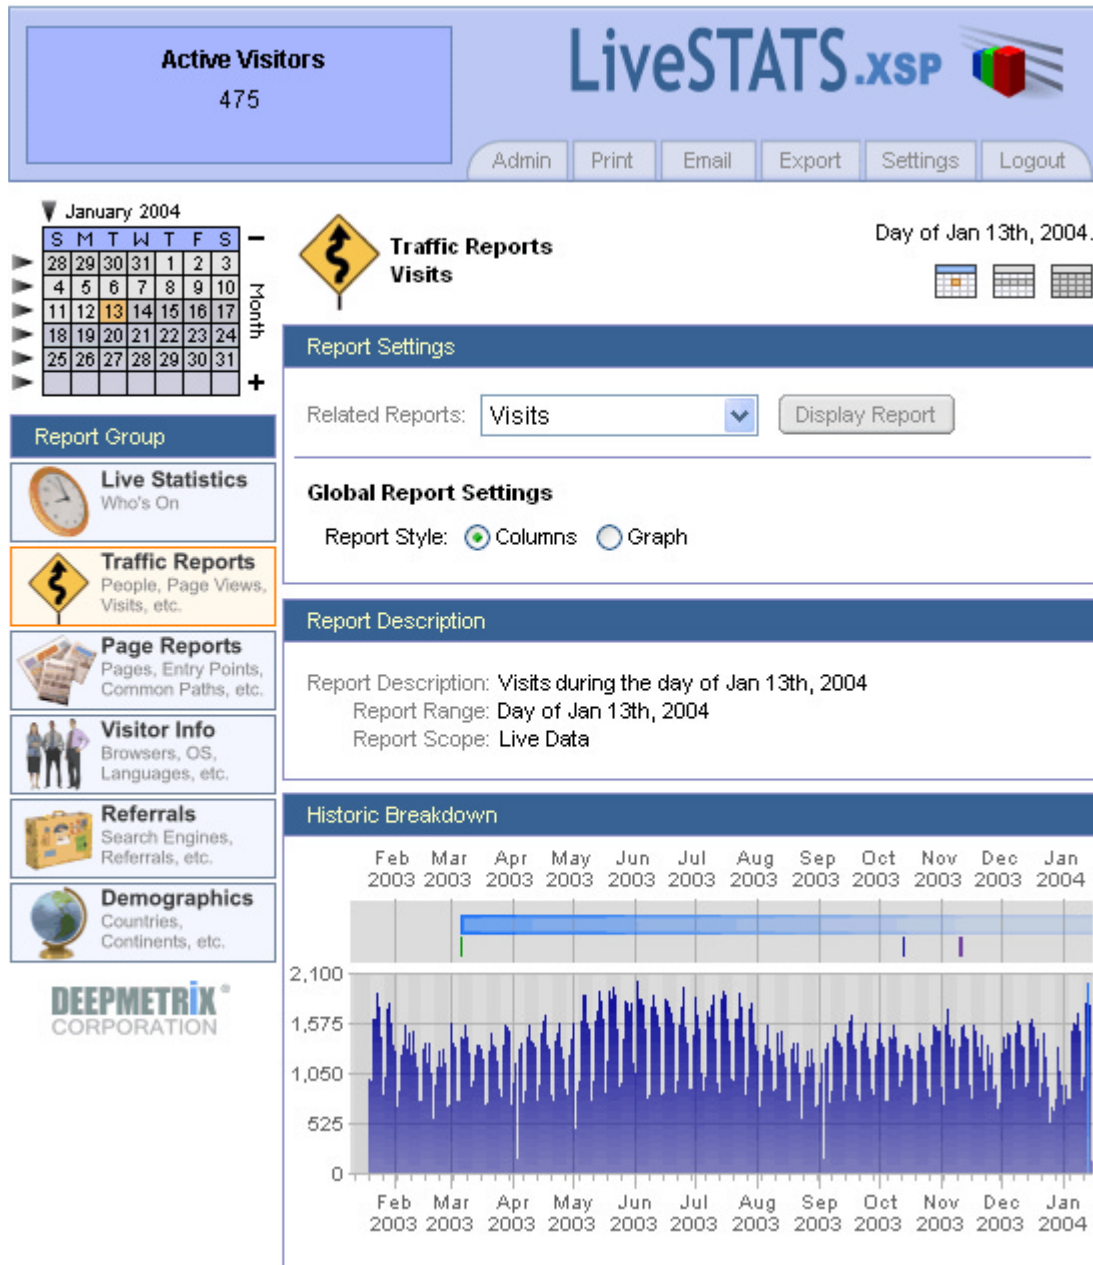 Active Visitors
475
LiveSTATS.XSP
Admin Print Email Export Settings Logout
January 2004
S M T W T F S
28 29 30 31 1 2 3
4 5 6 7 8 9 10
11 12 13 14 15 16 17
18 19 20 21 22 23 24
25 26 27 28 29 30 31
− Month +
Traffic Reports
Visits
Day of Jan 13th, 2004.
Report Group
Live Statistics
Who's On
Traffic Reports
People, Page Views,
Visits, etc.
Page Reports
Pages, Entry Points,
Common Paths, etc.
Visitor Info
Browsers, OS,
Languages, etc.
Referrals
Search Engines,
Referrals, etc.
Demographics
Countries,
Continents, etc.
DEEPMETRIX®
CORPORATION
Report Settings
Related Reports: Visits Display Report
Global Report Settings
Report Style: Columns Graph
Report Description
Report Description: Visits during the day of Jan 13th, 2004
Report Range: Day of Jan 13th, 2004
Report Scope: Live Data
Historic Breakdown
Feb Mar Apr May Jun Jul Aug Sep Oct Nov Dec Jan
2003 2003 2003 2003 2003 2003 2003 2003 2003 2003 2003 2004
2,100
1,575
1,050
525
0
Feb Mar Apr May Jun Jul Aug Sep Oct Nov Dec Jan
2003 2003 2003 2003 2003 2003 2003 2003 2003 2003 2003 2004